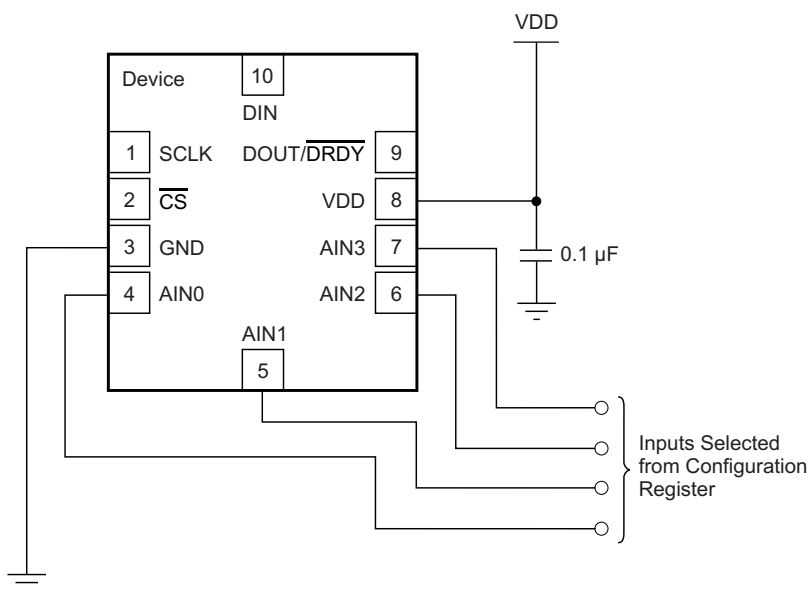 VDD
Device
10
DIN
1 SCLK
DOUT/DRDY 9
2 CS
VDD 8
3 GND
AIN3 7
0.1 µF
4 AIN0
AIN2 6
AIN1
5
Inputs Selected
from Configuration
Register